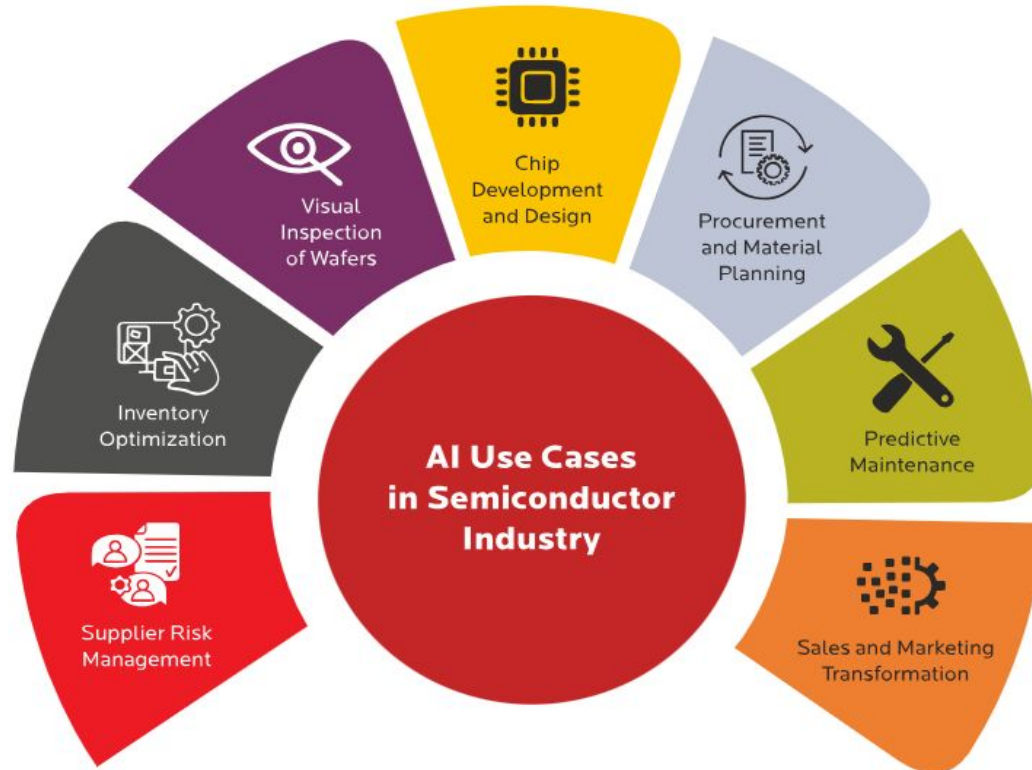 Chip
Development
and Design
Visual
Inspection
of Wafers
Procurement
and Material
Planning
Inventory
Optimization
Predictive
Maintenance
AI Use Cases
in Semiconductor
Industry
Supplier Risk
Management
Sales and Marketing
Transformation